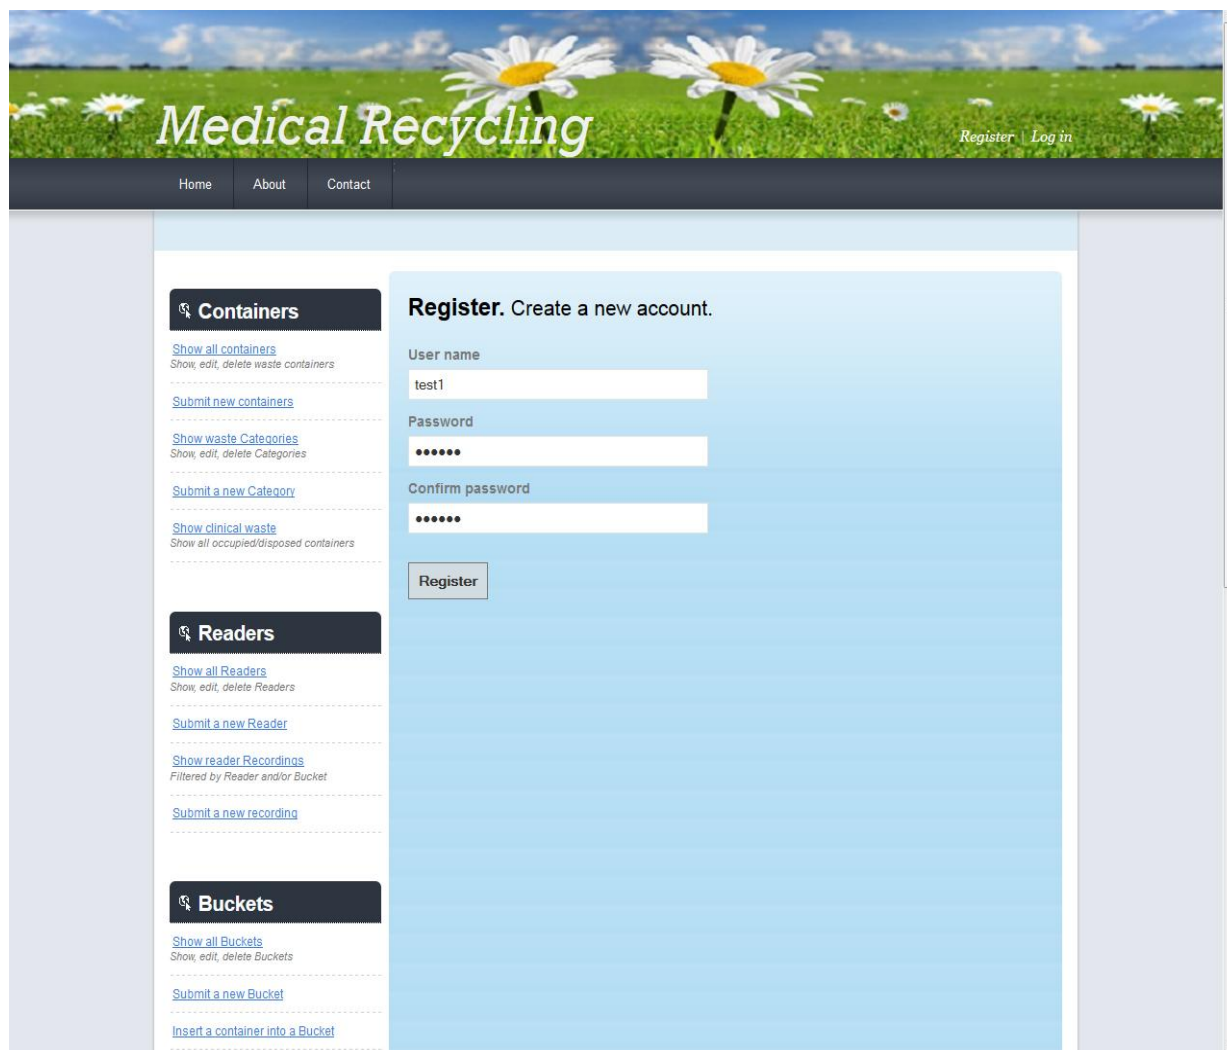 Medical Recycling
Register | Log in
Home About Contact
Containers
Show all containers
Show, edit, delete waste containers
Submit new containers
Show waste Categories
Show, edit, delete Categories
Submit a new Category
Show clinical waste
Show all occupied/disposed containers
Readers
Show all Readers
Show, edit, delete Readers
Submit a new Reader
Show reader Recordings
Filtered by Reader and/or Bucket
Submit a new recording
Buckets
Show all Buckets
Show, edit, delete Buckets
Submit a new Bucket
Insert a container into a Bucket
Register. Create a new account.
User name
test1
Password
••••••
Confirm password
••••••
Register